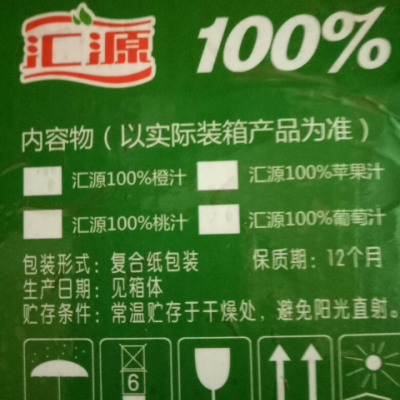 汇源
100%
内容物（以实际装箱产品为准）
汇源100%橙汁 汇源100%苹果汁
汇源100%桃汁 汇源100%葡萄汁
包装形式：复合纸包装 保质期：12个月
生产日期：见箱体
贮存条件：常温贮存于干燥处，避免阳光直射。
6